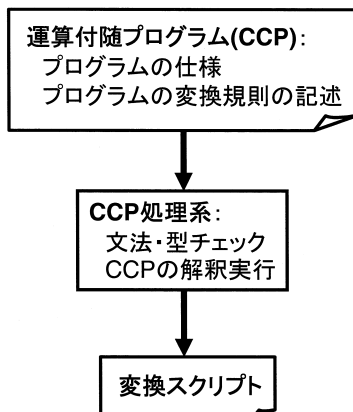 運算付随プログラム(CCP):
プログラムの仕様
プログラムの変換規則の記述
CCP処理系:
文法・型チェック
CCPの解釈実行
変換スクリプト